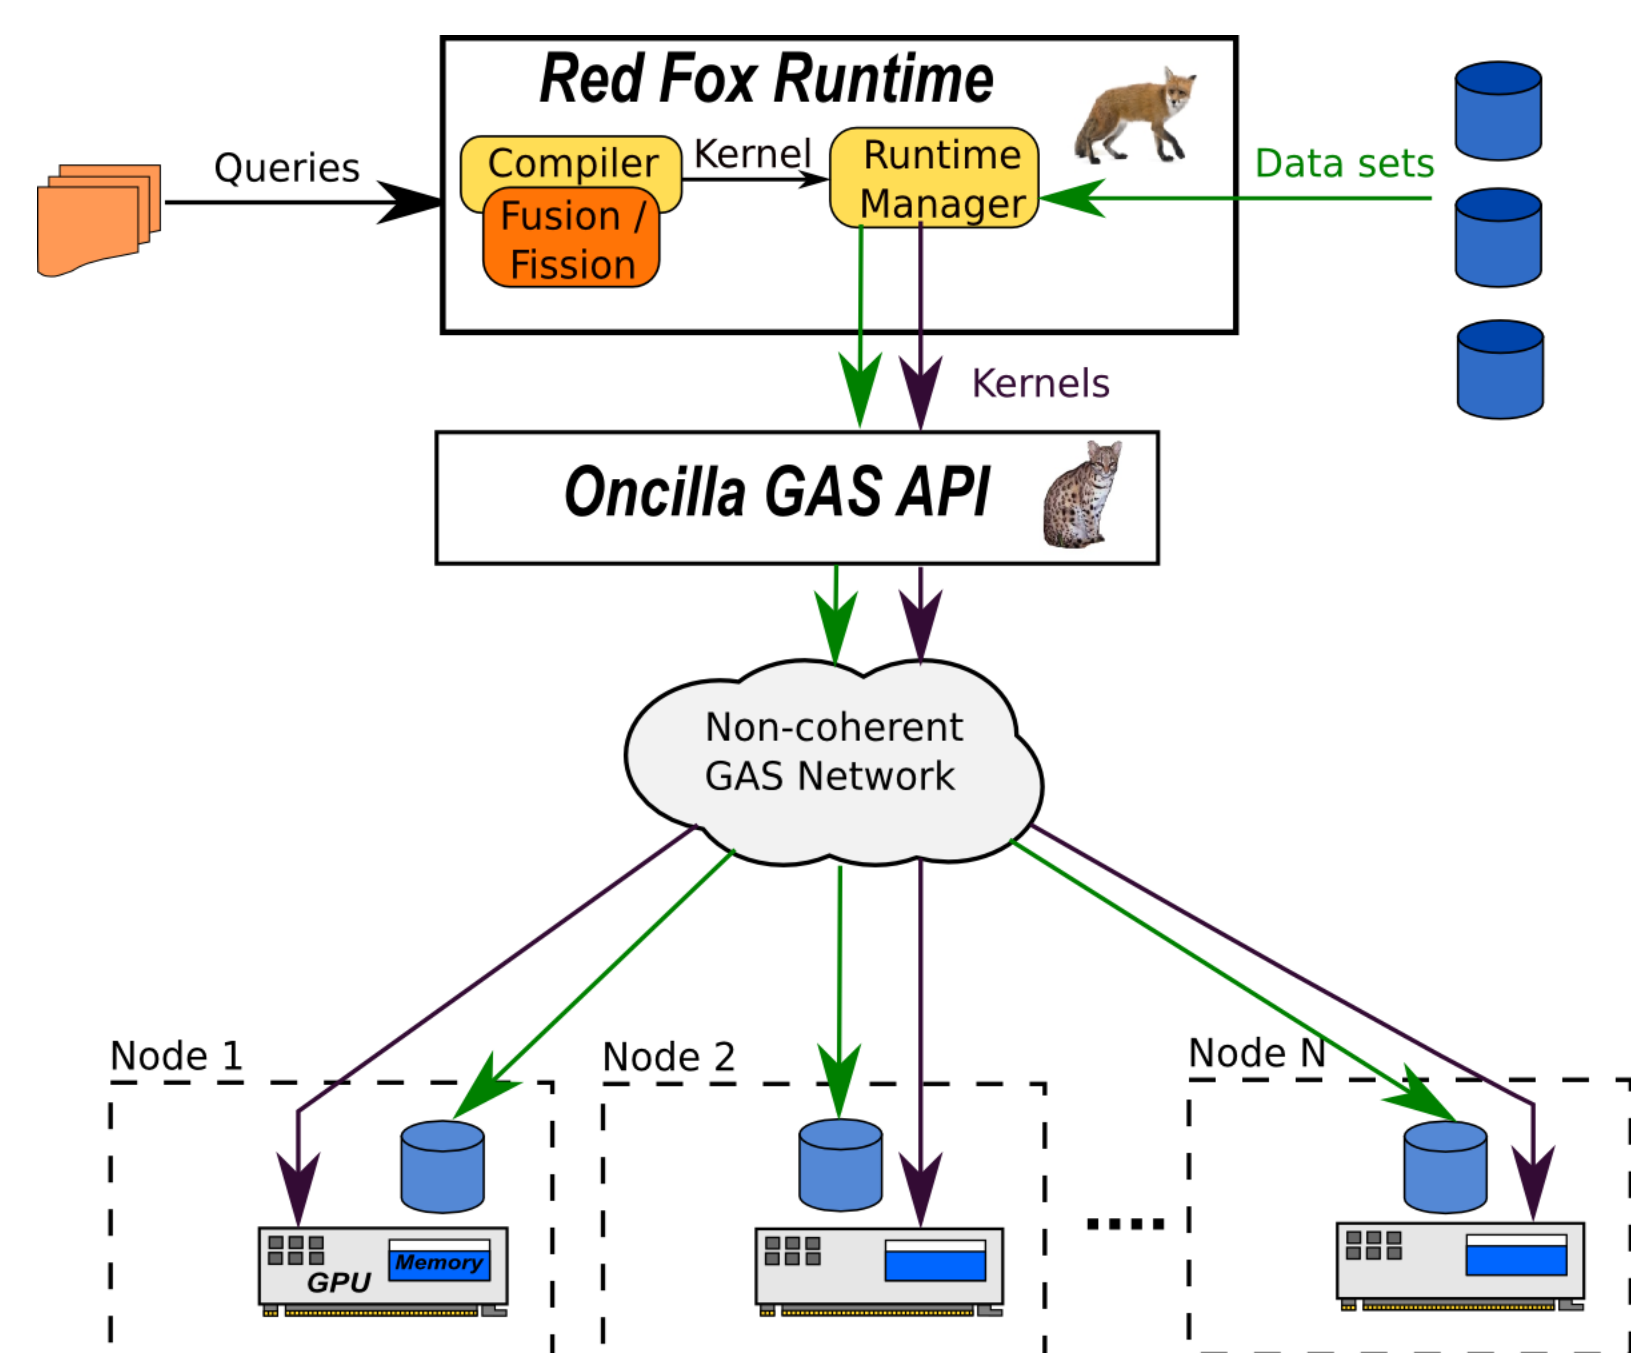 Red Fox Runtime
Queries
Compiler
Fusion /
Fission
Kernel
Runtime
Manager
Data sets
Kernels
Oncilla GAS API
Non-coherent
GAS Network
Node 1
Node 2
Node N
GPU
Memory